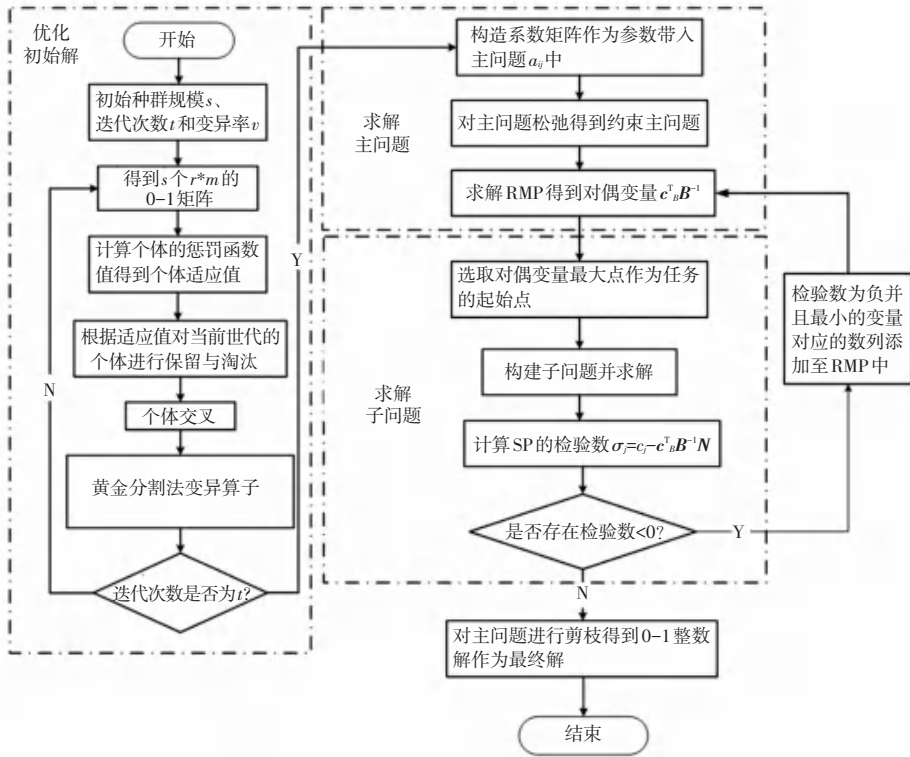 优化
初始解
开始
初始种群规模s、
迭代次数t和变异率v
得到s个r*m的
0-1矩阵
计算个体的惩罚函数
值得到个体适应值
根据适应值对当前世代的
个体进行保留与淘汰
个体交叉
黄金分割法变异算子
迭代次数是否为t?
N
Y
求解
主问题
构造系数矩阵作为参数带入
主问题aᵢⱼ中
对主问题松弛得到约束主问题
求解RMP得到对偶变量cᵀ_B B⁻¹
求解
子问题
选取对偶变量最大点作为任务
的起始点
构建子问题并求解
计算SP的检验数σⱼ=cⱼ-cᵀ_B B⁻¹N
是否存在检验数<0?
Y
N
检验数为负并
且最小的变量
对应的数列添
加至RMP中
对主问题进行剪枝得到0-1整数
解作为最终解
结束